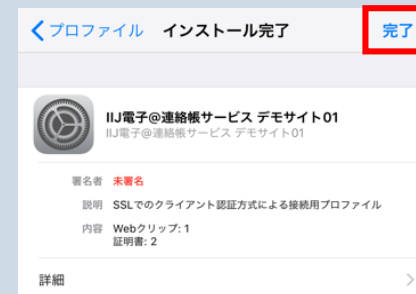 プロファイル インストール完了 完了
IIJ電子@連絡帳サービス デモサイト01
IIJ電子@連絡帳サービス デモサイト01
署名者 未署名
説明 SSLでのクライアント認証方式による接続用プロファイル
内容 Webクリップ: 1
証明書: 2
詳細